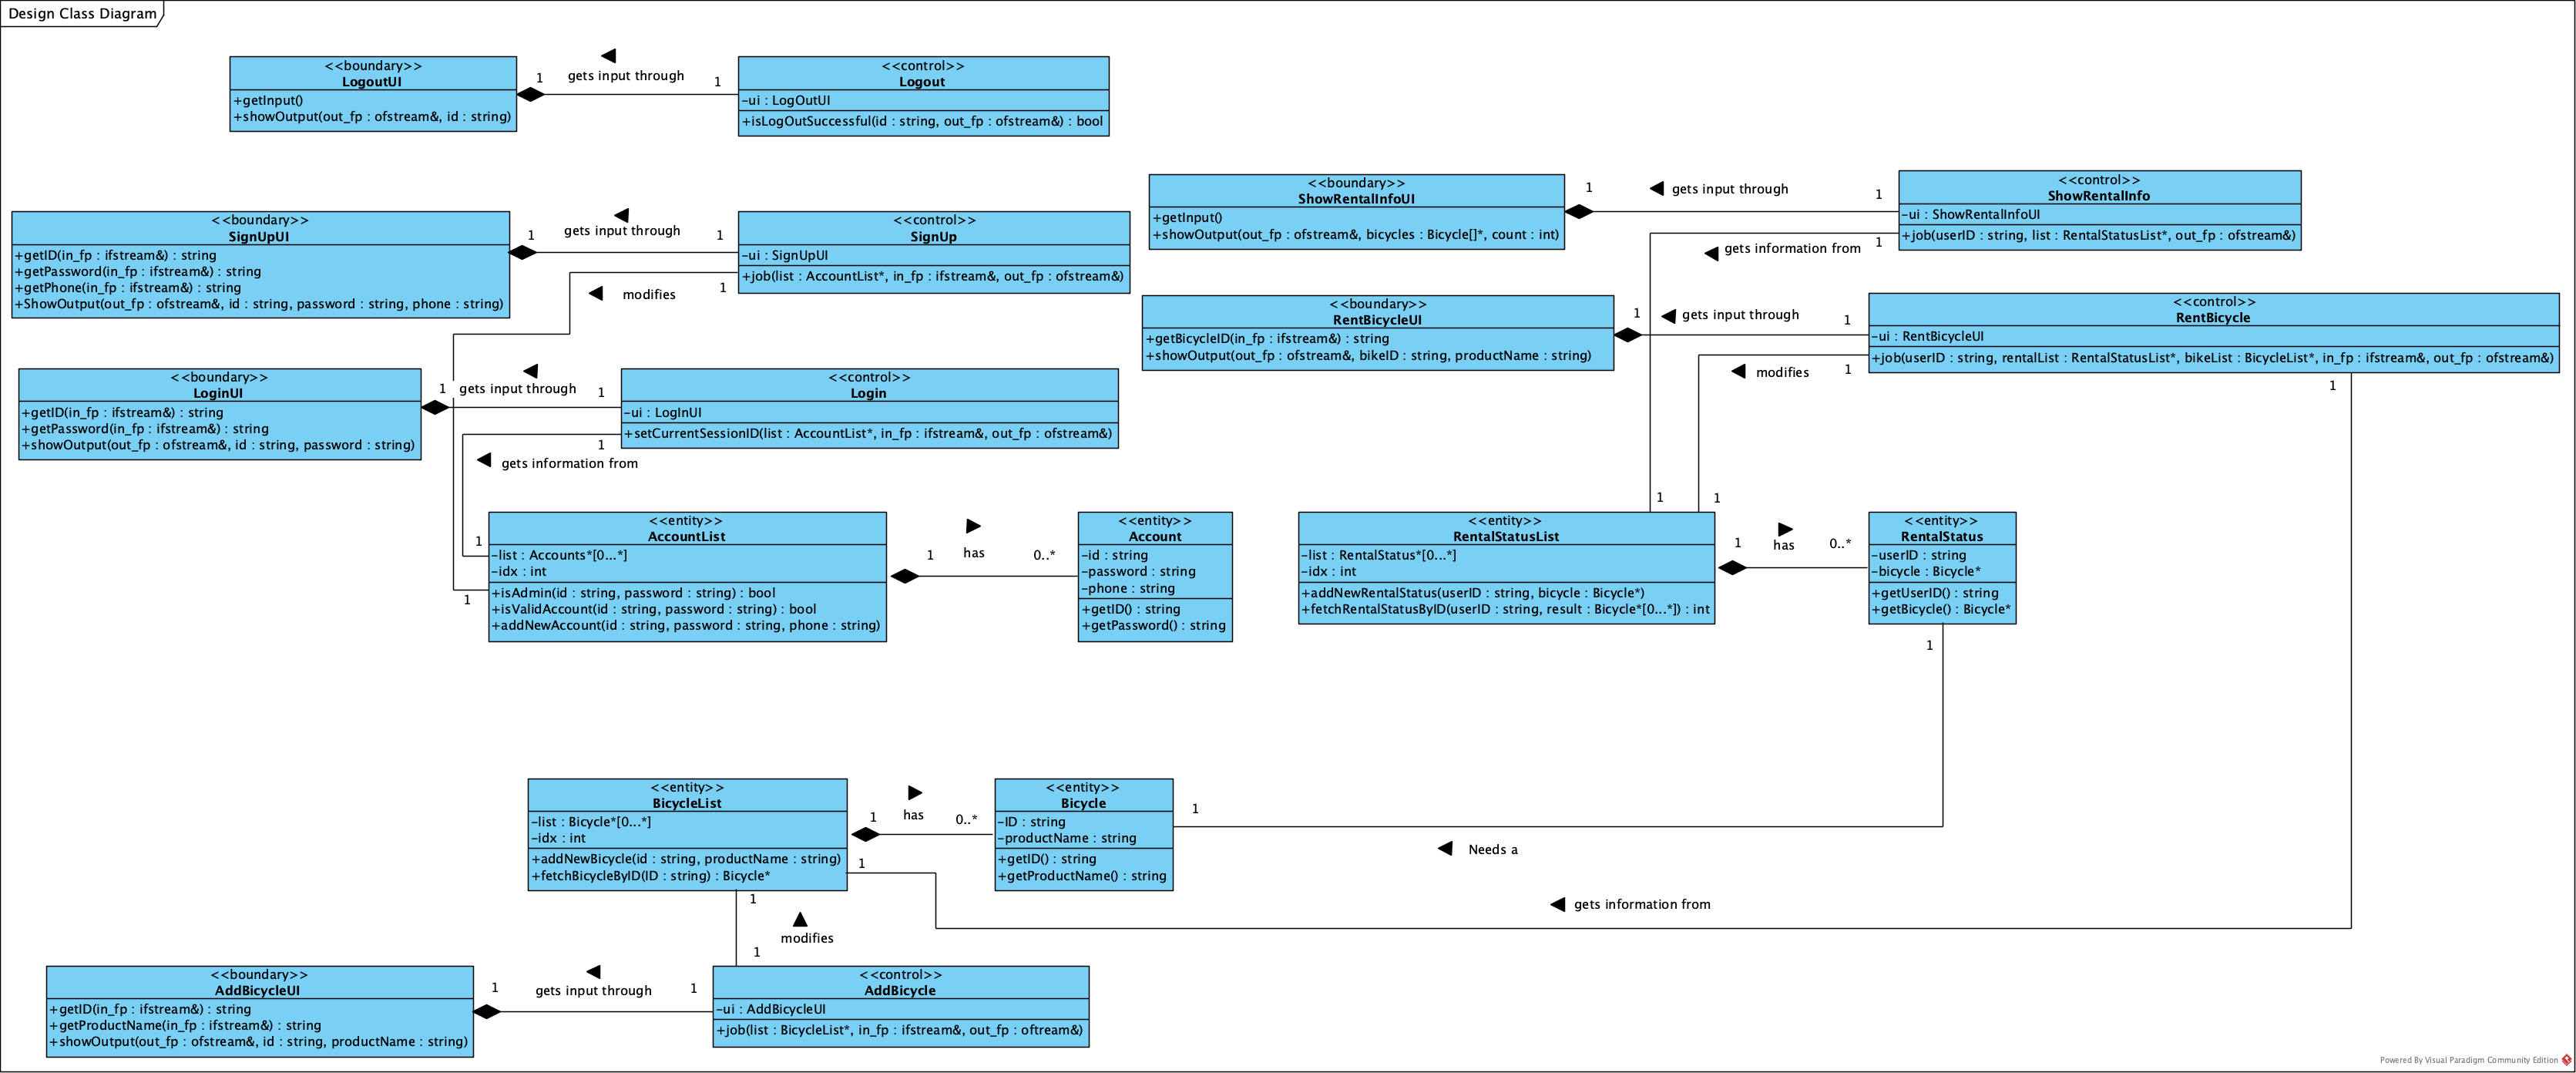 Design Class Diagram
<<boundary>>
LogoutUI
+getInput()
+showOutput(out_fp : ofstream&, id : string)
1
gets input through
1
<<control>>
Logout
-ui : LogOutUI
+isLogOutSuccessful(id : string, out_fp : ofstream&) : bool
<<boundary>>
SignUpUI
+getID(in_fp : ifstream&) : string
+getPassword(in_fp : ifstream&) : string
+getPhone(in_fp : ifstream&) : string
+ShowOutput(out_fp : ofstream&, id : string, password : string, phone : string)
1
gets input through
1
<<control>>
SignUp
-ui : SignUpUI
+job(list : AccountList*, in_fp : ifstream&, out_fp : ofstream&)
modifies
1
<<boundary>>
ShowRentalInfoUI
+getInput()
+showOutput(out_fp : ofstream&, bicycles : Bicycle[]*, count : int)
1
gets input through
1
<<control>>
ShowRentalInfo
-ui : ShowRentalInfoUI
+job(userID : string, list : RentalStatusList*, out_fp : ofstream&)
gets information from
1
<<boundary>>
RentBicycleUI
+getBicycleID(in_fp : ifstream&) : string
+showOutput(out_fp : ofstream&, bikeID : string, productName : string)
1
gets input through
1
<<control>>
RentBicycle
-ui : RentBicycleUI
+job(userID : string, rentalList : RentalStatusList*, bikeList : BicycleList*, in_fp : ifstream&, out_fp : ofstream&)
modifies
1
1
<<boundary>>
LoginUI
+getID(in_fp : ifstream&) : string
+getPassword(in_fp : ifstream&) : string
+showOutput(out_fp : ofstream&, id : string, password : string)
1
gets input through
1
<<control>>
Login
-ui : LogInUI
+setCurrentSessionID(list : AccountList*, in_fp : ifstream&, out_fp : ofstream&)
1
gets information from
1
1
<<entity>>
AccountList
-list : Accounts*[0...*]
-idx : int
+isAdmin(id : string, password : string) : bool
+isValidAccount(id : string, password : string) : bool
+addNewAccount(id : string, password : string, phone : string)
1
has
0..*
<<entity>>
Account
-id : string
-password : string
-phone : string
+getID() : string
+getPassword() : string
1
1
<<entity>>
RentalStatusList
-list : RentalStatus*[0...*]
-idx : int
+addNewRentalStatus(userID : string, bicycle : Bicycle*)
+fetchRentalStatusByID(userID : string, result : Bicycle*[0...*]) : int
1
has
0..*
<<entity>>
RentalStatus
-userID : string
-bicycle : Bicycle*
+getUserID() : string
+getBicycle() : Bicycle*
1
<<entity>>
BicycleList
-list : Bicycle*[0...*]
-idx : int
+addNewBicycle(id : string, productName : string)
+fetchBicycleByID(ID : string) : Bicycle*
1
has
0..*
<<entity>>
Bicycle
-ID : string
-productName : string
+getID() : string
+getProductName() : string
1
Needs a
1
gets information from
1
modifies
1
<<boundary>>
AddBicycleUI
+getID(in_fp : ifstream&) : string
+getProductName(in_fp : ifstream&) : string
+showOutput(out_fp : ofstream&, id : string, productName : string)
1
gets input through
1
<<control>>
AddBicycle
-ui : AddBicycleUI
+job(list : BicycleList*, in_fp : ifstream&, out_fp : oftream&)
Powered By Visual Paradigm Community Edition